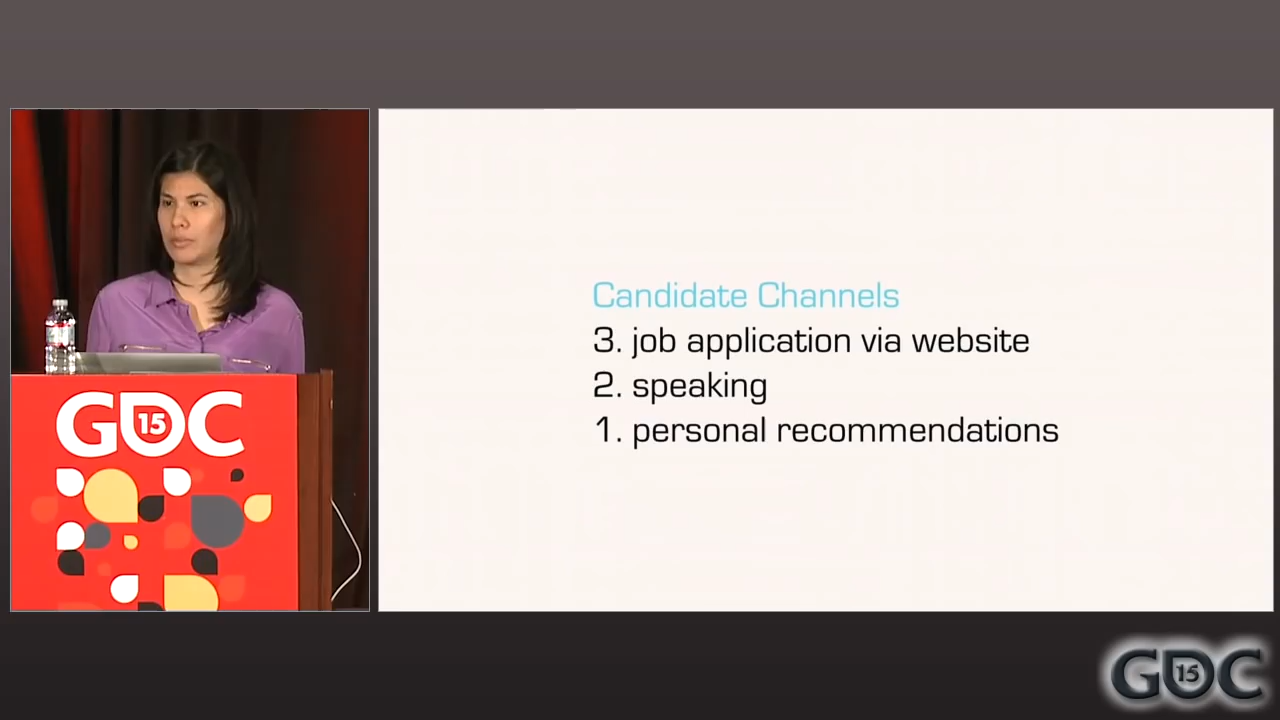 Candidate Channels
3. job application via website
2. speaking
1. personal recommendations
GDC
15
GDC
15